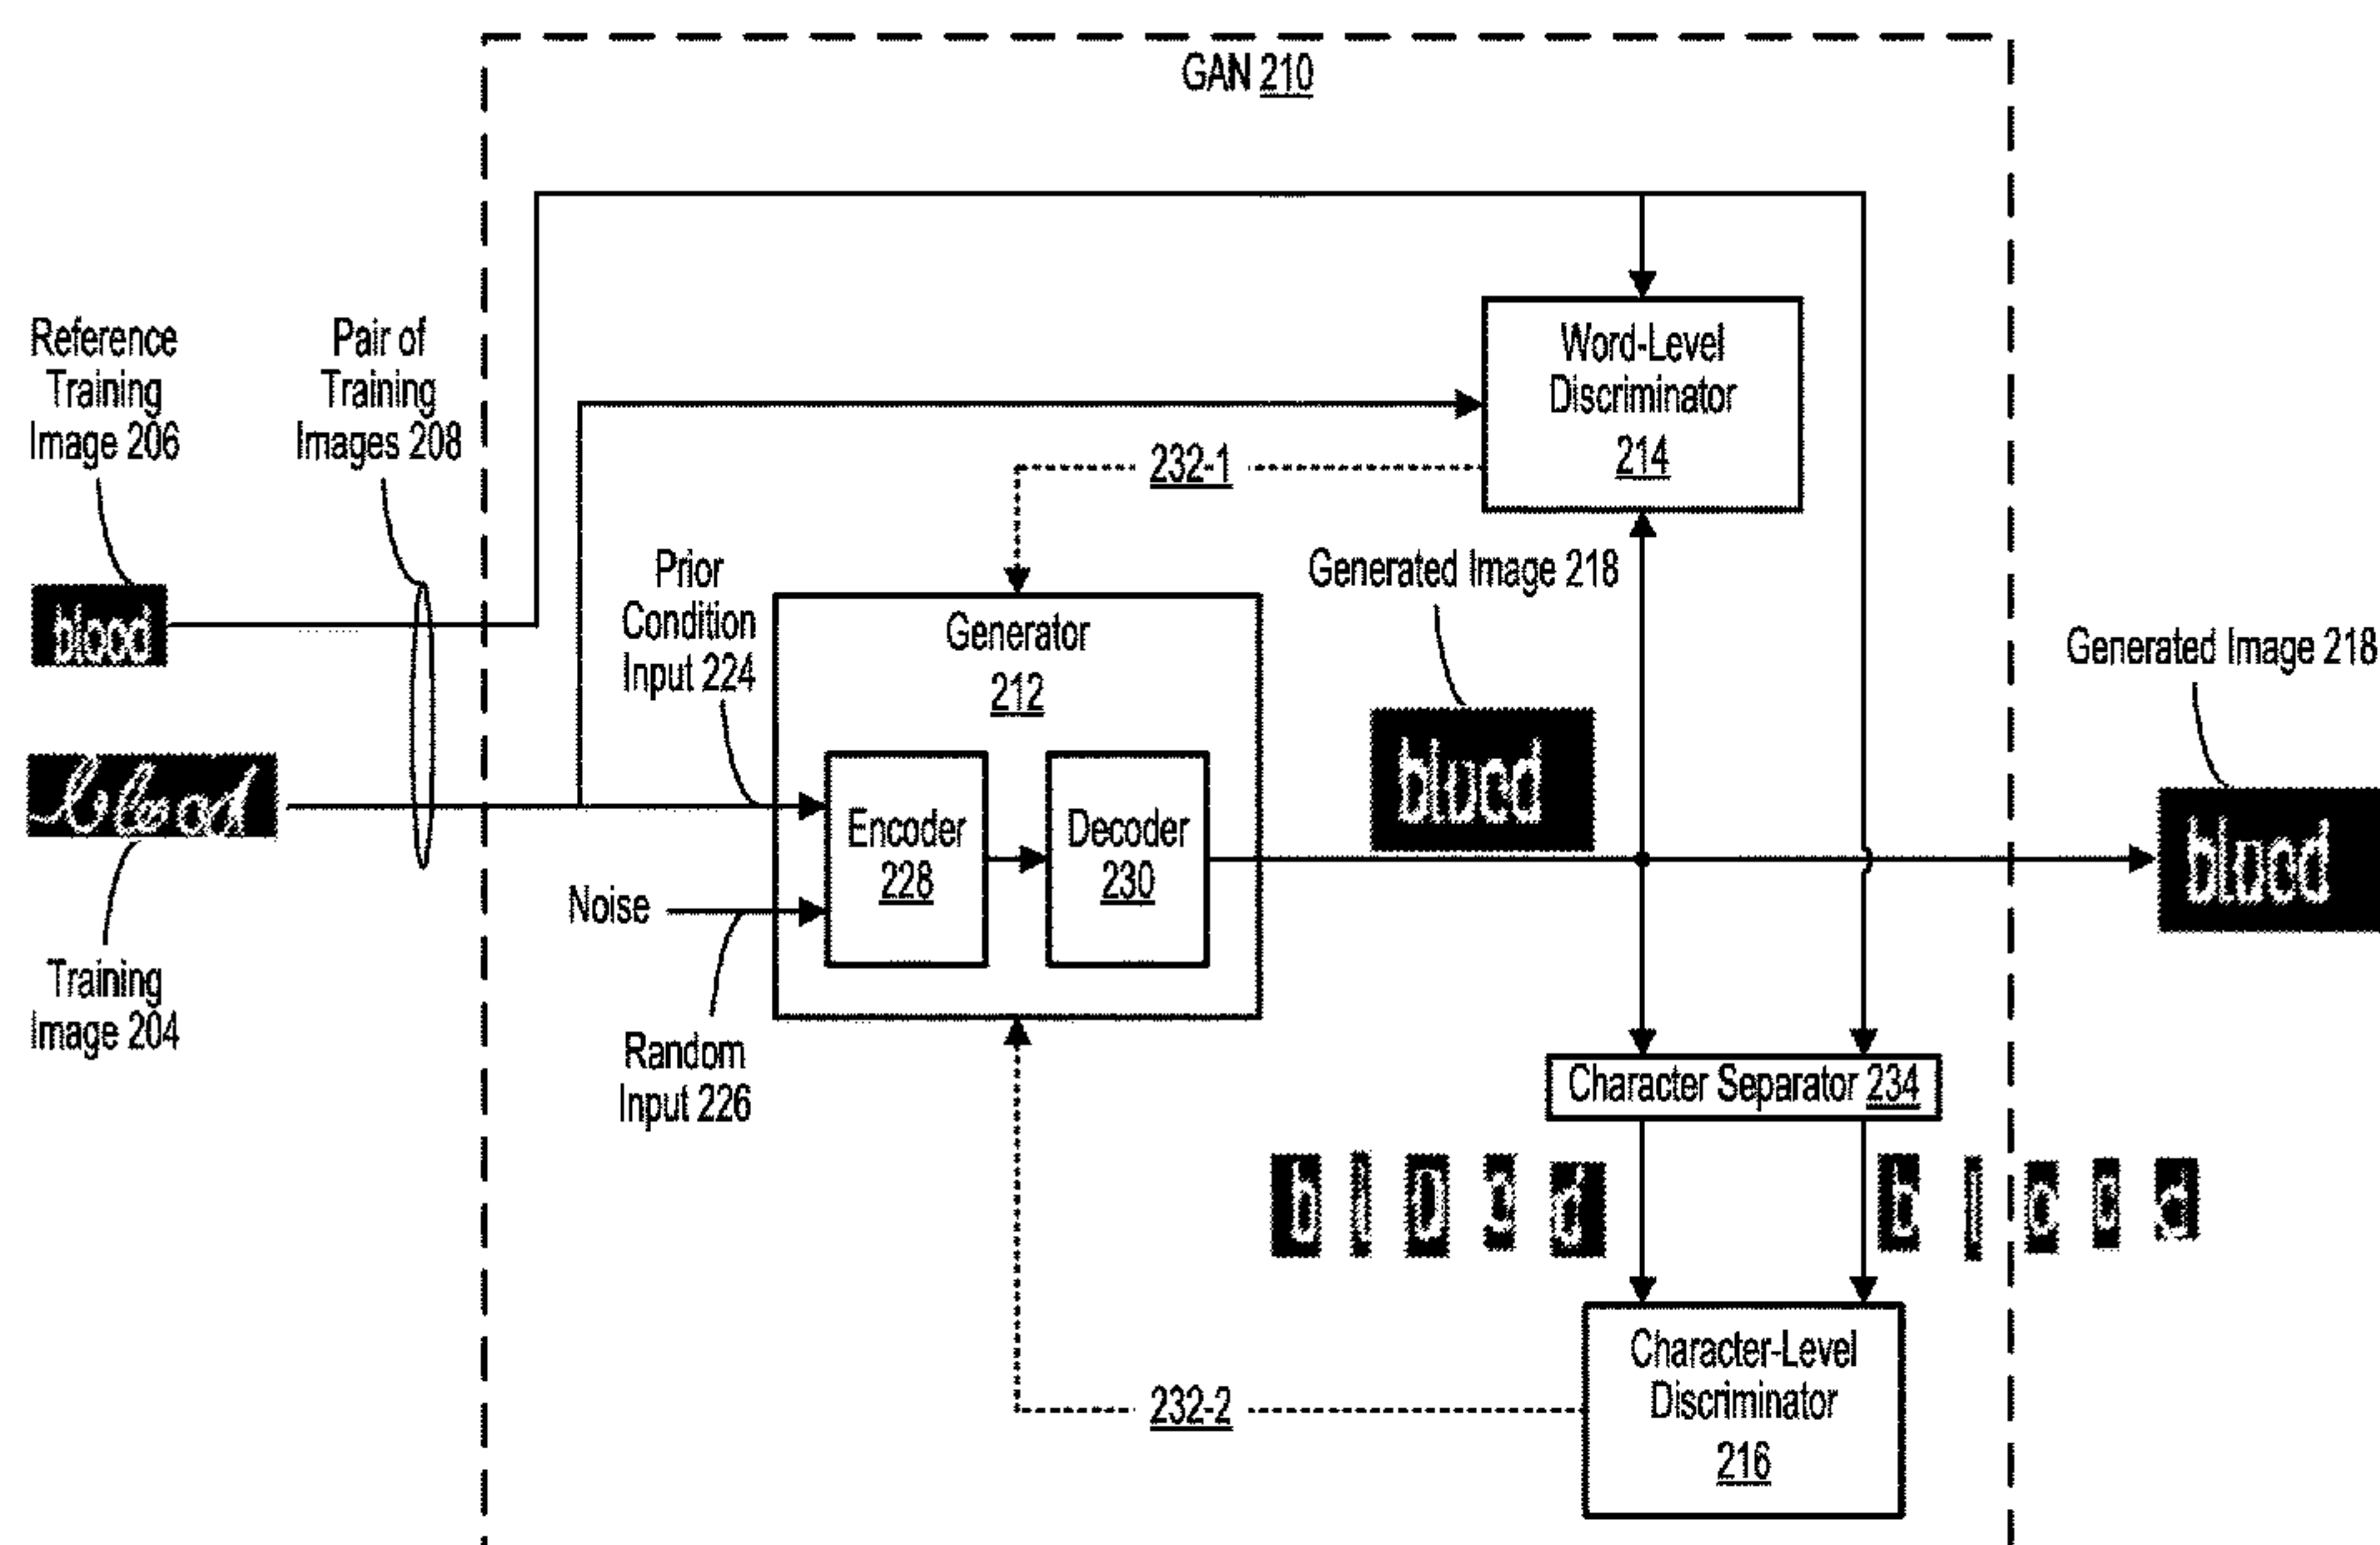 GAN 210
Reference
Training
Image 206
Pair of
Training
Images 208
Word-Level
Discriminator
214
232-1
Prior
Condition
Input 224
Generated Image 218
Generator
212
Generated Image 218
blood
blood
Encoder
228
Decoder
230
Noise
Training
Image 204
Random
Input 226
Character Separator 234
b l
d
Character-Level
Discriminator
216
232-2